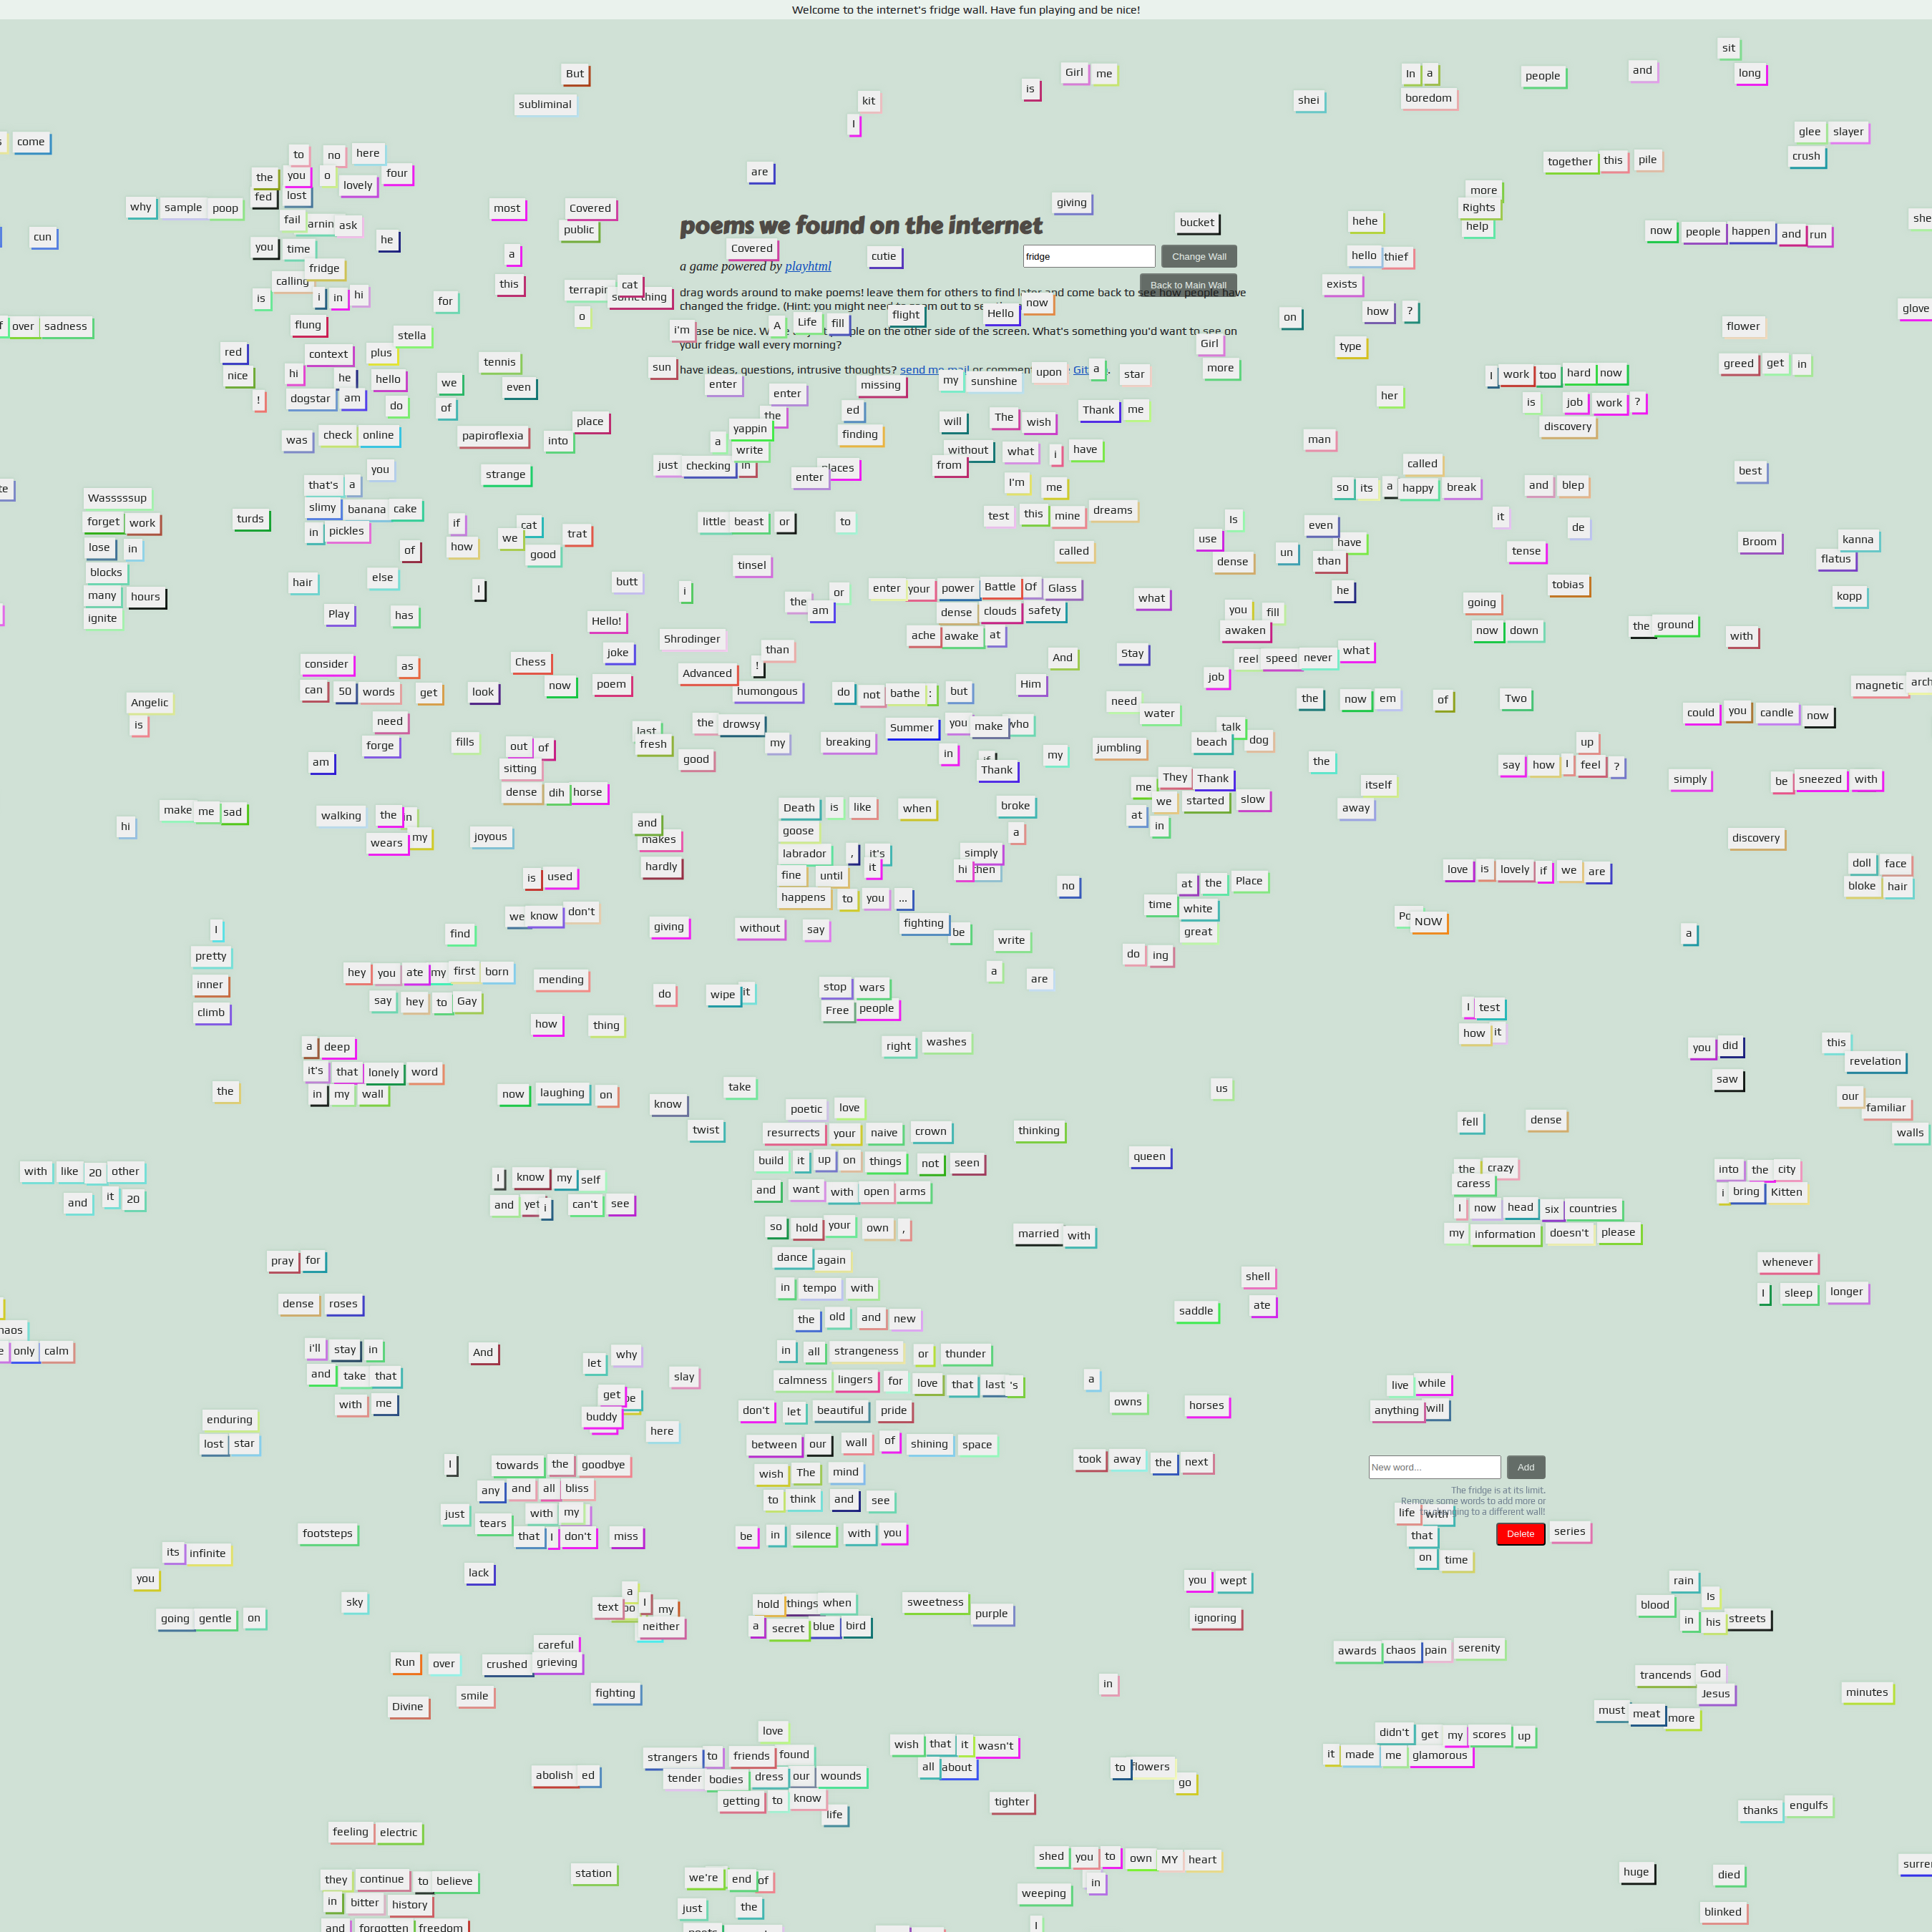 Welcome to the internet's fridge wall. Have fun playing and be nice!
sit
But
Girl me
In a
people
and
long
subliminal
kit
is
shei
boredom
I
glee slayer
come
to no here
together this pile
crush
the you o lovely four
are
fed lost
more
why sample poop
most
Covered
giving
Rights
fail ask
public
poems we found on the internet
bucket
hehe
help
now people happen and run
cun
you time
he
a
Covered
cutie
fridge
Change Wall
hello thief
fridge
a game powered by playhtml
calling
this
cat
Back to Main Wall
exists
is
i in hi
for
drag words around to make poems! leave them for others to find later and come back to see how people have
changed the fridge. (Hint: you might need to zoom out to see
now
o
i'm
A Life fill
flight
Hello
on
how ?
glove
over sadness
flung
stella
on the other side of the screen. What's something you'd want to see on
your fridge wall every morning?
flower
red
context plus
tennis
Girl
type
sun
have ideas, questions, intrusive thoughts? send me mail or comment
more
greed get in
nice
hi he hello
we
even
enter
enter
missing
my sunshine upon a star
I work too hard now
!
dogstar am do
of
the
ed
will
The wish
Thank me
her
is job work ?
place
discovery
was check online
papiroflexia into
a yappin
finding
man
write
without what i have
just checking in
enter places
from
called
you
strange
I'm me
best
that's a
so its a happy break
and blep
Wasssssup
slimy banana cake
forget work
turds
if
cat
trat
little beast or to
test this mine dreams
Is
even
it
de
in pickles
we
use
have
lose in
of
how
good
called
dense
un
than
tense
Broom
kanna
flatus
blocks
hair
else
I
butt
tinsel
i
or
enter your power Battle Of Glass
what
he
tobias
kopp
many hours
the am
dense clouds safety
you fill
going
ignite
Play
has
Hello!
ache awake at
awaken
now down
the ground
with
Shrodinger
consider
as
Chess
joke
than
And
Stay
reel speed never what
Advanced !
can 50 words get
look
now
poem
humongous
do not bathe :
but
Him
job
the now em of
Two
magnetic
Angelic
need
need
water
could you candle now
is
last
the drowsy
Summer you make who
talk
forge
fills
out of
fresh
my
breaking
in
my
jumbling
beach dog
up
am
sitting
good
Thank
the
say how I feel ?
dense dih horse
me They Thank
itself
simply
be sneezed with
make me sad
walking the in
Death is like
when
broke
we started slow
away
hi
wears my
joyous
and
goose
a
at in
makes
discovery
labrador , it's
simply
hardly
it
hi then
love is lovely if we are
doll face
is used
fine until
no
at the Place
bloke hair
happens to you ...
time white
we know don't
giving
without say
fighting be
NOW
I
find
write
great
a
pretty
hey you ate my first born
mending
a
are
do ing
inner
say hey to Gay
do
wipe it
stop wars
climb
Free people
I test
how
thing
how it
a deep
right
washes
you did
this
it's that lonely word
saw
revelation
the
in my wall
now laughing on
take
us
our
know
poetic love
familiar
twist
resurrects your naive crown
thinking
fell
dense
walls
build it up on things not seen
queen
with like 20 other
I know my self
the crazy
into the city
and it 20
and yet i can't see
and want with open arms
caress
i bring Kitten
so hold your own ,
I now head six countries
married with
my information doesn't please
pray for
dance again
whenever
in tempo with
shell
dense roses
I sleep longer
the old and new
saddle
ate
only calm
i'll stay in
And
let why
in all strangeness or thunder
and take that
slay
calmness lingers for love that last 's
a
live while
with me
get
don't let beautiful pride
owns
horses
anything will
enduring
buddy
here
lost star
between our wall of shining space
I
towards the goodbye
took away the next
wish The mind
New word...
Add
any and all bliss
to think and see
The fridge is at its limit.
Remove some words to add more or
just
tears
with my
life with
footsteps
that I don't miss
be in silence with you
that
Delete
series
its infinite
on time
you
lack
you wept
rain
sky
a
Is
going gentle on
text
I
my
hold things when
sweetness
blood
neither
a secret blue bird
purple
ignoring
in his streets
careful
Run over
crushed grieving
awards chaos pain serenity
trancends God
Divine
smile
fighting
in
Jesus
minutes
must meat more
love
didn't get my scores up
strangers to friends found
wish that it wasn't
it made me glamorous
abolish ed
tender bodies dress our wounds
all about
to flowers
go
getting to know
tighter
life
thanks engulfs
feeling electric
shed you to own MY heart
they continue to believe
station
we're end of
in
huge
died
in bitter history
weeping
just
the
blinked
and forgotten freedom
I